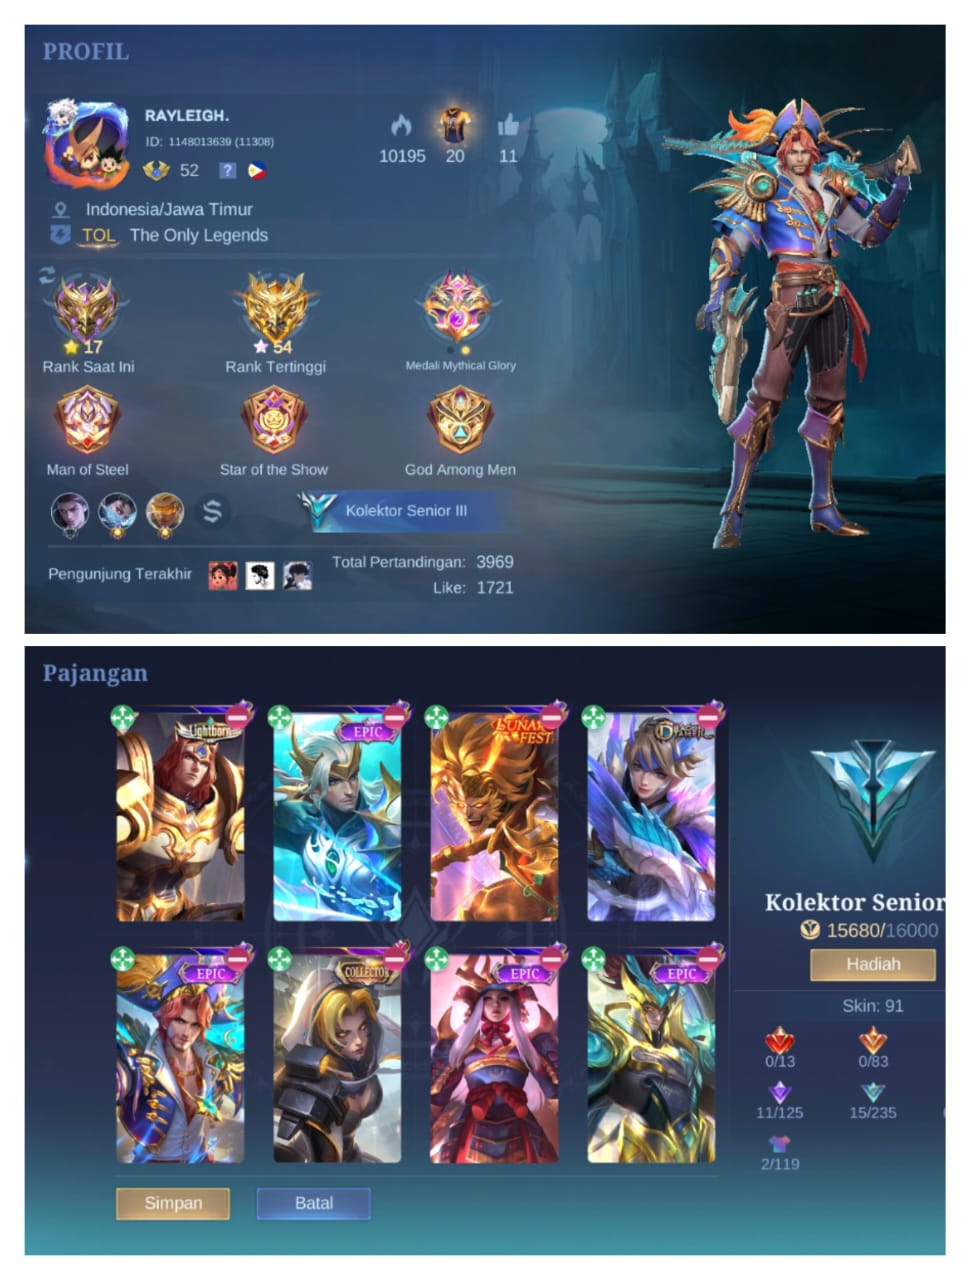 PROFIL
RAYLEIGH.
ID: 1148013639 (11308)
52
?
10195 20 11
Indonesia/Jawa Timur
TOL The Only Legends
17 54 2
Rank Saat Ini Rank Tertinggi Medali Mythical Glory
Man of Steel Star of the Show God Among Men
Kolektor Senior III
Pengunjung Terakhir
Total Pertandingan: 3969
Like: 1721
Pajangan
Lightborn EPIC LUNAR FEST
EPIC COLLECTOR EPIC EPIC
Kolektor Senior
15680/16000
Hadiah
Skin: 91
0/13 0/83
11/125 15/235
2/119
Simpan Batal